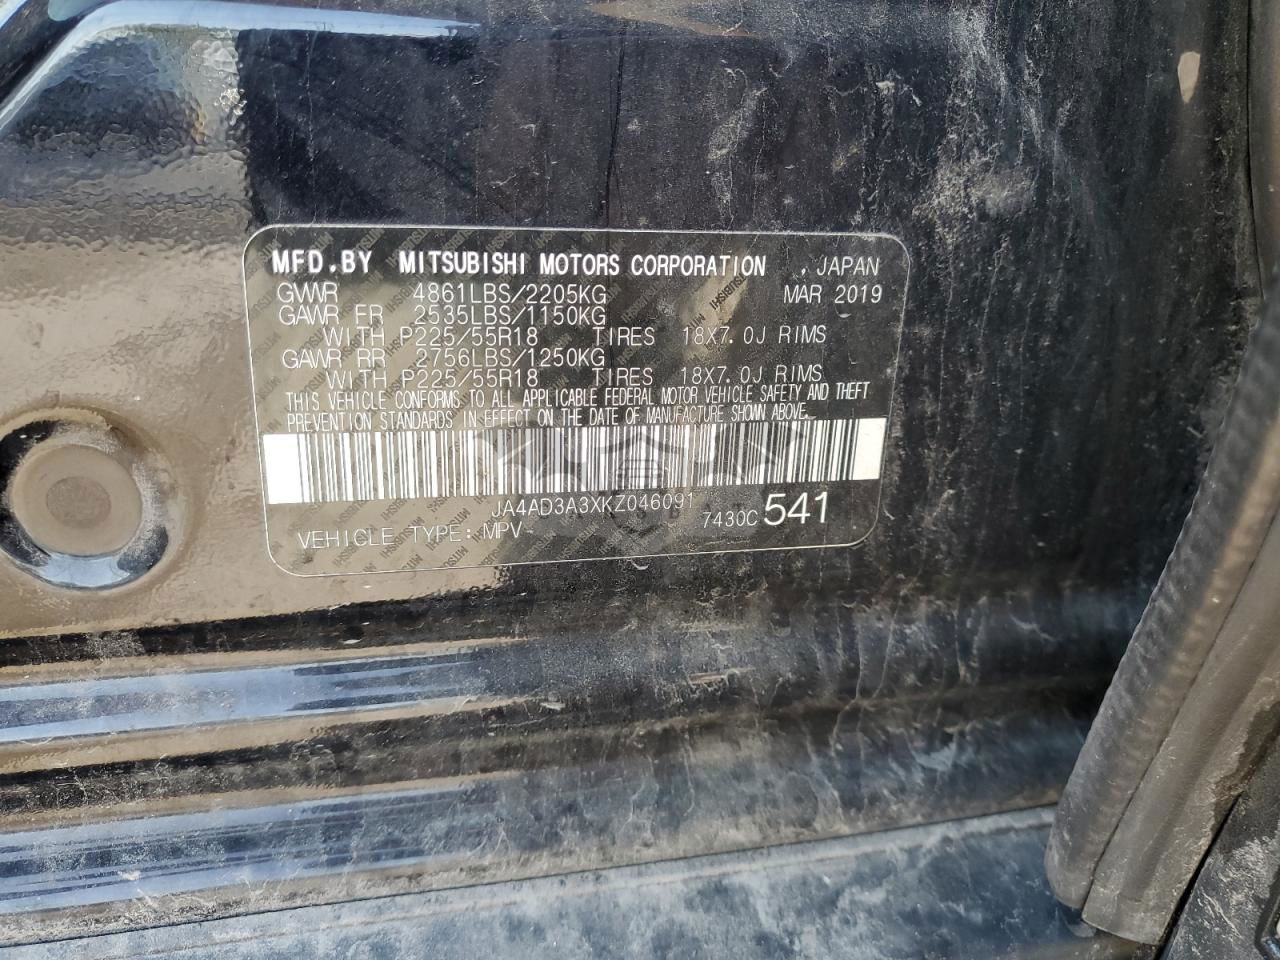 MFD.BY MITSUBISHI MOTORS CORPORATION , JAPAN
GVWR 4861LBS/2205KG MAR 2019
GAWR FR 2535LBS/1150KG
WITH P225/55R18 TIRES 18X7.0J RIMS
GAWR RR 2756LBS/1250KG
WITH P225/55R18 TIRES 18X7.0J RIMS
THIS VEHICLE CONFORMS TO ALL APPLICABLE FEDERAL MOTOR VEHICLE SAFETY AND THEFT
PREVENTION STANDARDS IN EFFECT ON THE DATE OF MANUFACTURE SHOWN ABOVE.
JA4AD3A3XKZ046091
VEHICLE TYPE: MPV 7430C 541